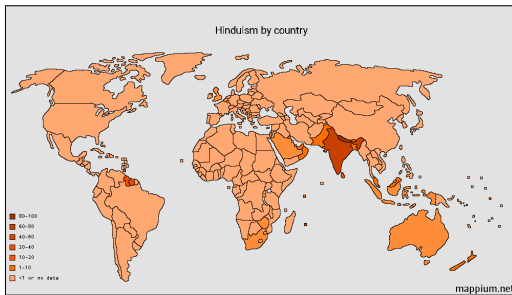 Hinduism by country
80-100
60-80
40-60
20-40
10-20
1-10
<1 or no data
mappium.net